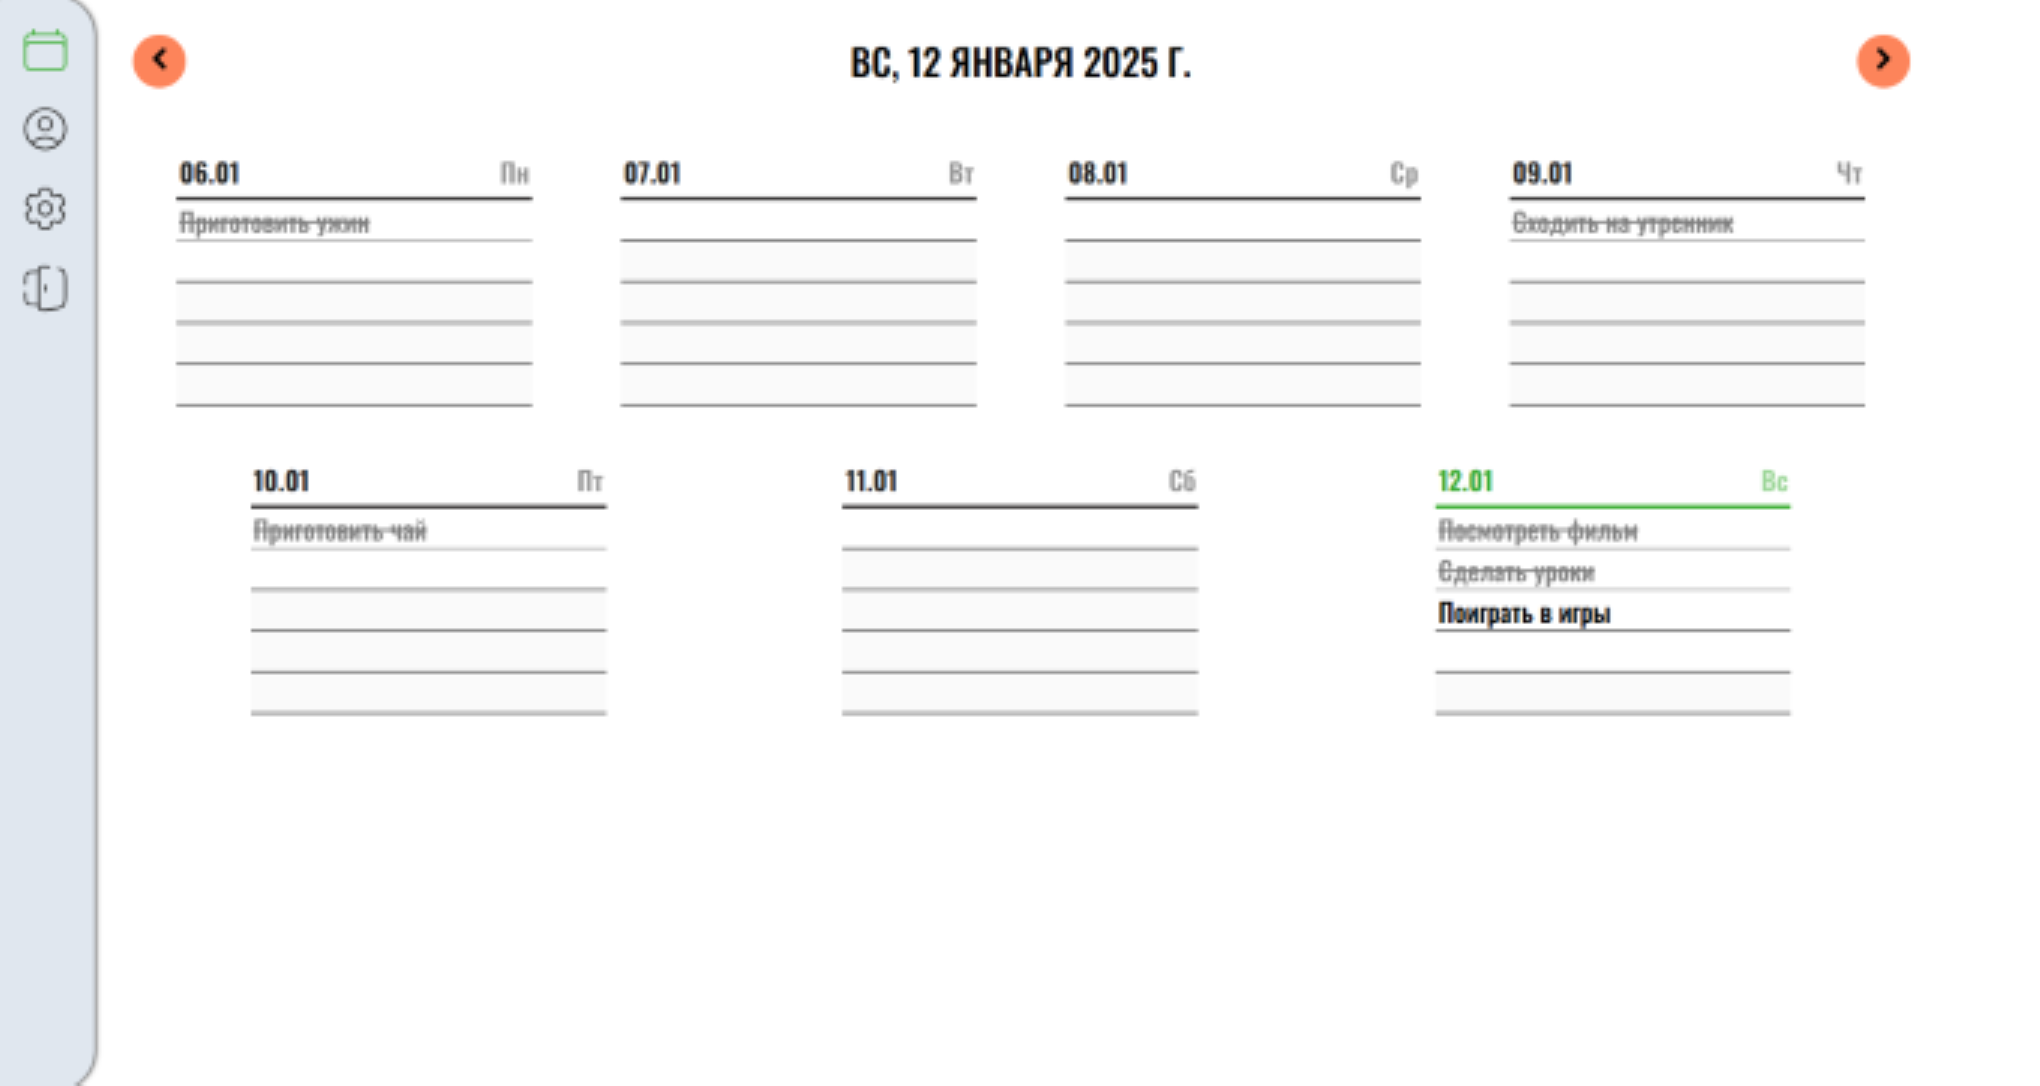 ВС, 12 ЯНВАРЯ 2025 Г.
06.01 Пн
Приготовить ужин
07.01 Вт
08.01 Ср
09.01 Чт
Сходить на утренник
10.01 Пт
Приготовить чай
11.01 Сб
12.01 Вс
Посмотреть фильм
Сделать уроки
Поиграть в игры